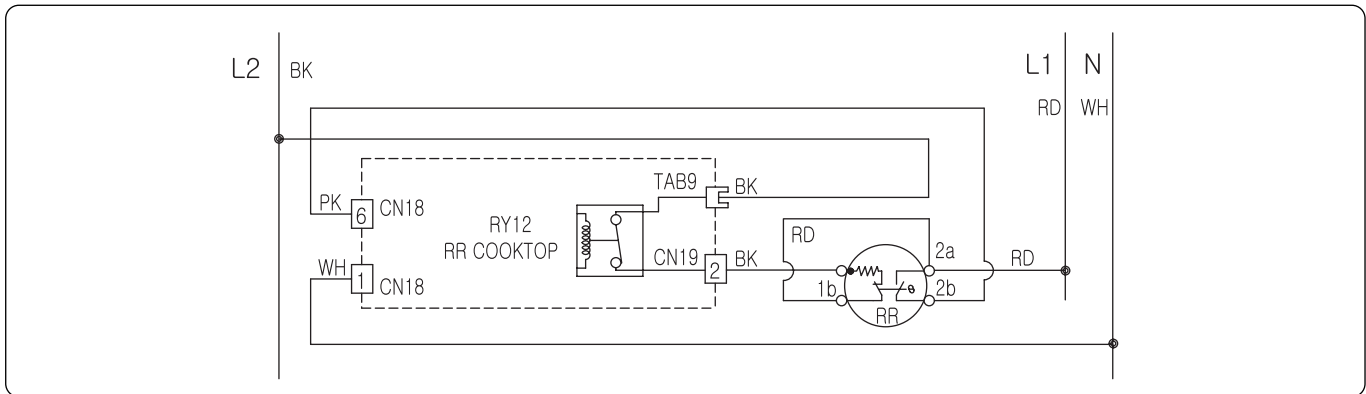 L2 BK
L1 N
RD WH
TAB9 BK
PK 6 CN18
RY12
RR COOKTOP
CN19 2 BK
RD
2a
RD
WH 1 CN18
1b
2b
θ
RR